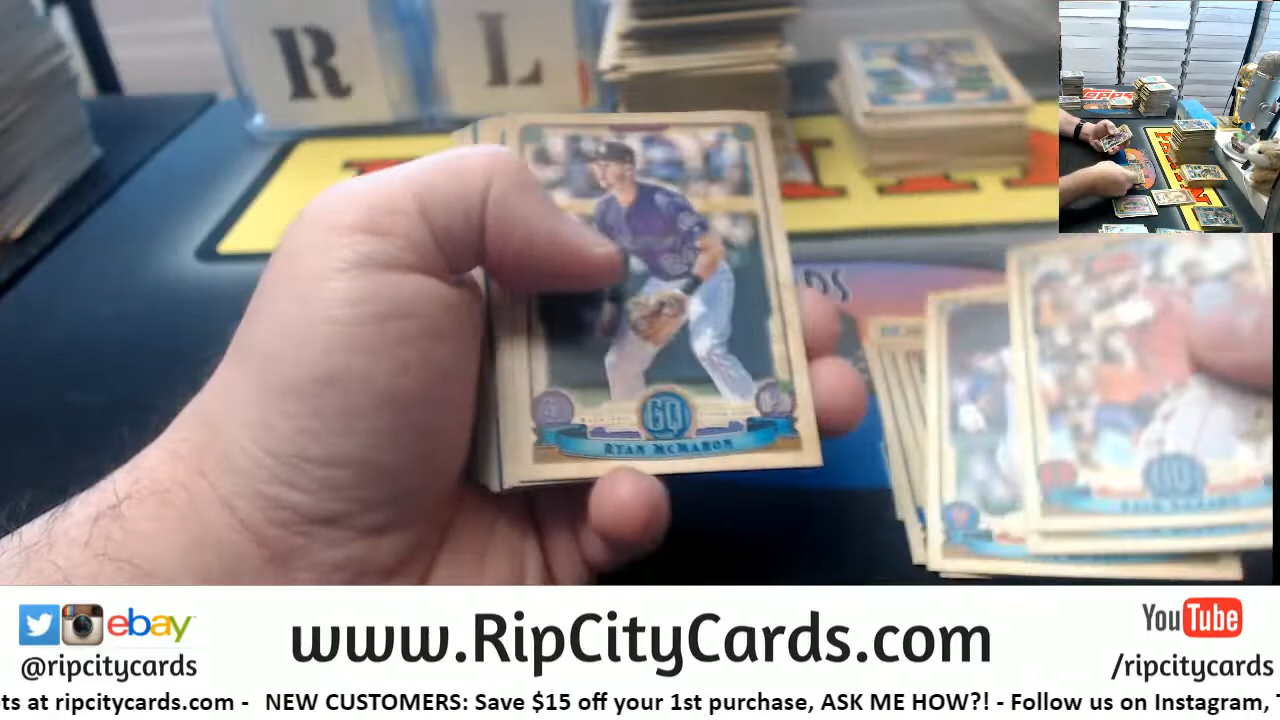 R L
GQ
RYAN MCMAHON
ebay
@ripcitycards
www.RipCityCards.com
YouTube
/ripcitycards
ts at ripcitycards.com - NEW CUSTOMERS: Save $15 off your 1st purchase, ASK ME HOW?! - Follow us on Instagram,